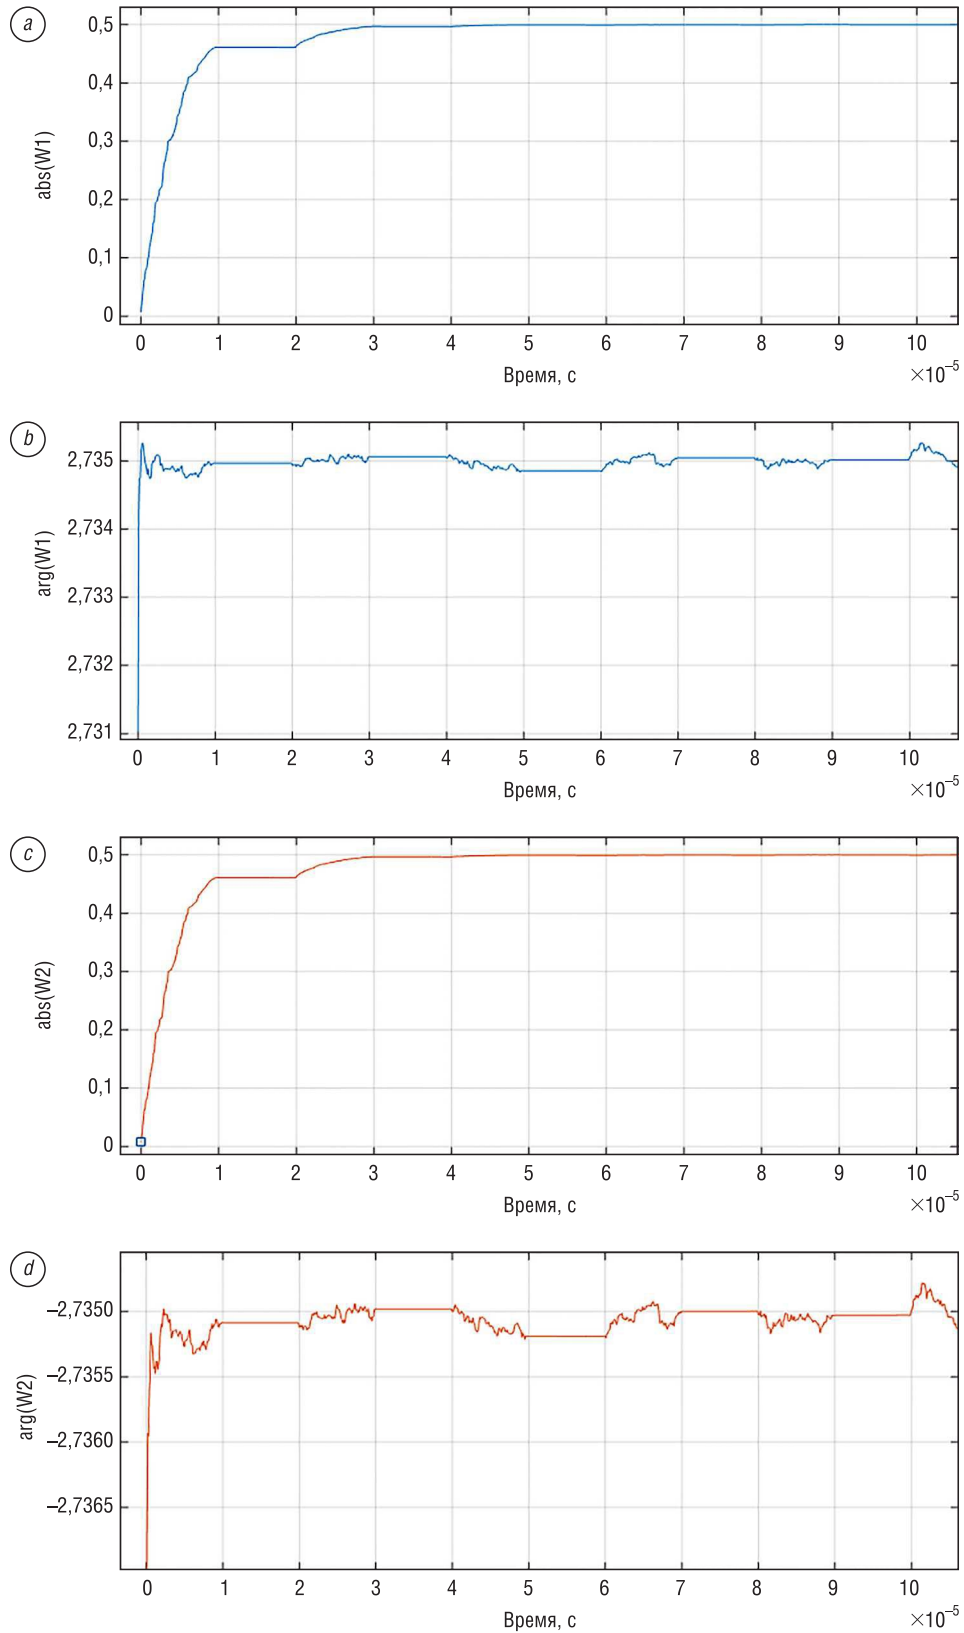 a
0,5
0,4
0,3
0,2
0,1
0
abs(W1)
0 1 2 3 4 5 6 7 8 9 10
Время, с
×10⁻⁵
b
2,735
2,734
2,733
2,732
2,731
arg(W1)
0 1 2 3 4 5 6 7 8 9 10
Время, с
×10⁻⁵
c
0,5
0,4
0,3
0,2
0,1
0
abs(W2)
0 1 2 3 4 5 6 7 8 9 10
Время, с
×10⁻⁵
d
–2,7350
–2,7355
–2,7360
–2,7365
arg(W2)
0 1 2 3 4 5 6 7 8 9 10
Время, с
×10⁻⁵